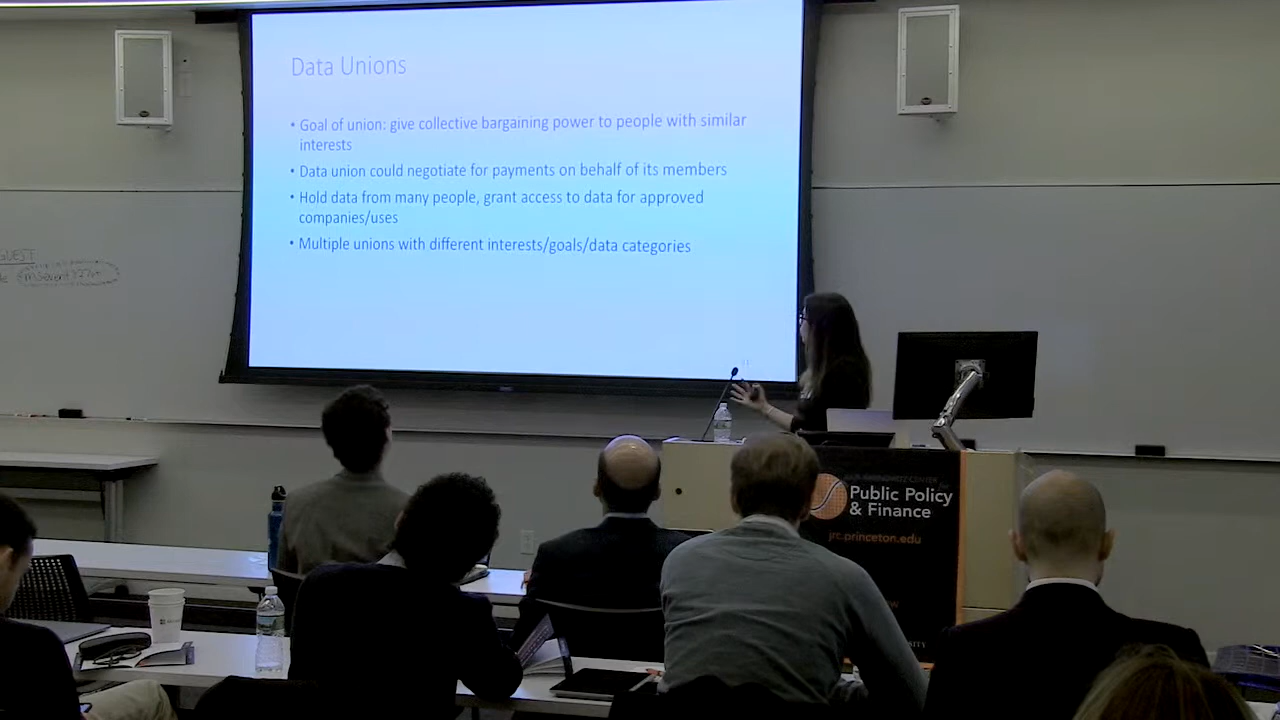 Data Unions
• Goal of union: give collective bargaining power to people with similar
interests
• Data union could negotiate for payments on behalf of its members
• Hold data from many people, grant access to data for approved
companies/uses
• Multiple unions with different interests/goals/data categories
Public Policy
& Finance
jrc.princeton.edu